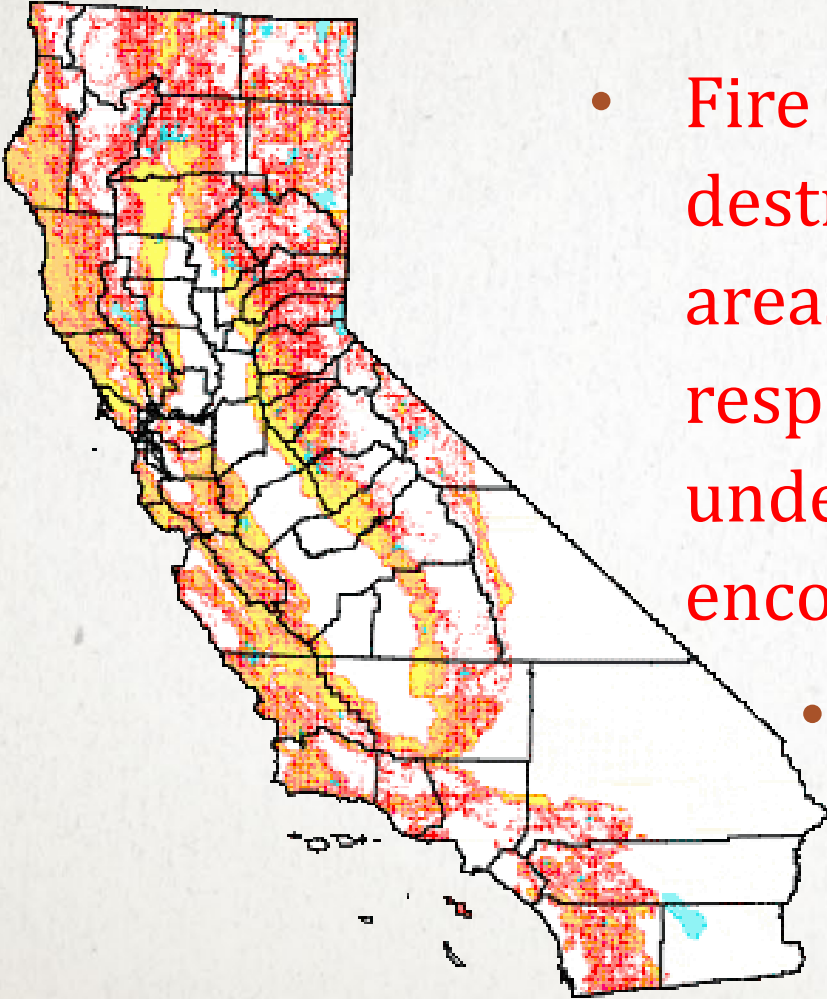 • Fire
destr
area
resp
unde
enco
•